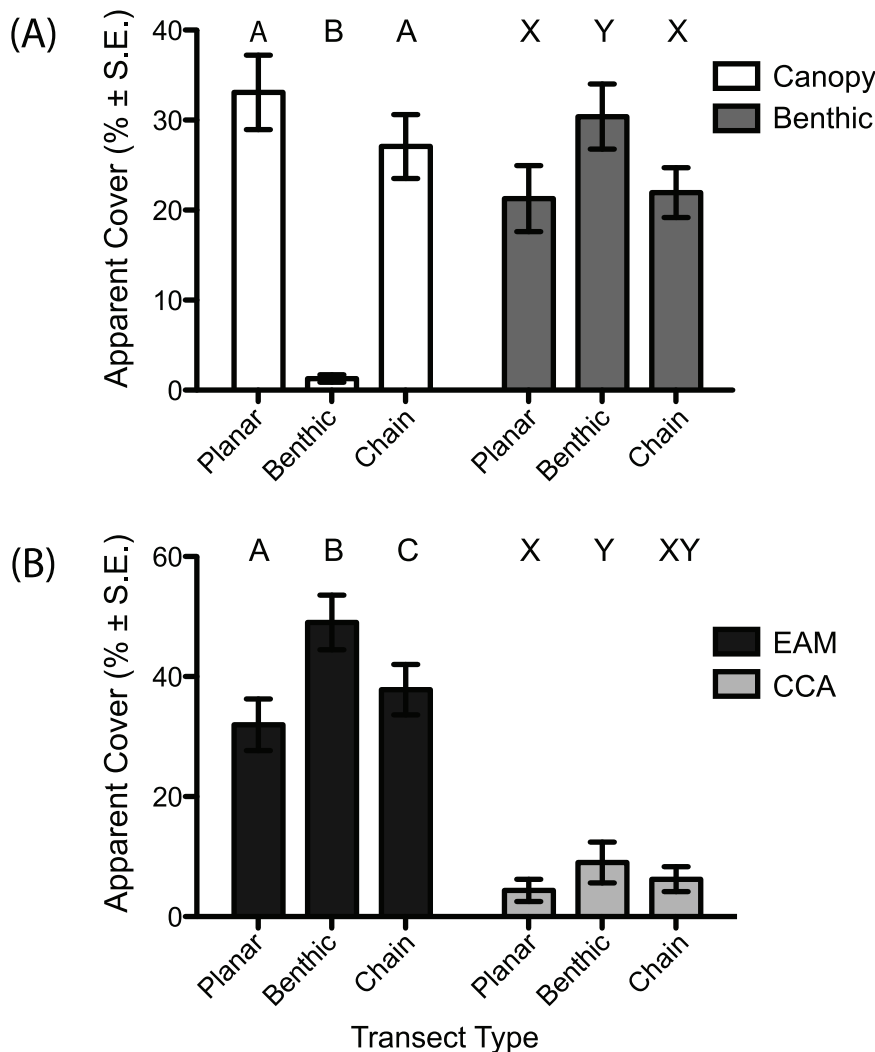 (A)
Apparent Cover (% ± S.E.)
40
30
20
10
0
A B A X Y X
Canopy
Benthic
Planar Benthic Chain Planar Benthic Chain
(B)
Apparent Cover (% ± S.E.)
60
40
20
0
A B C X Y XY
EAM
CCA
Planar Benthic Chain Planar Benthic Chain
Transect Type